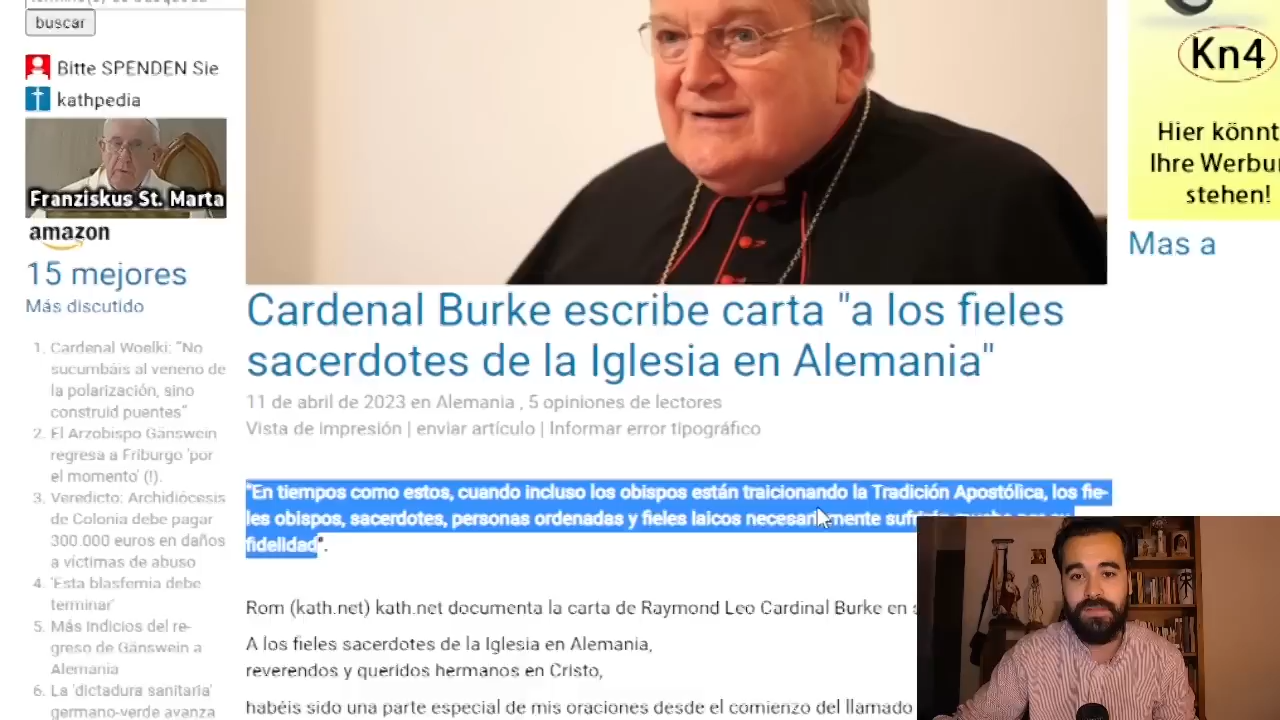 buscar
Bitte SPENDEN Sie
kathpedia
Franziskus St. Marta
amazon
15 mejores
Más discutido
1. Cardenal Woelki: "No
sucumbáis al veneno de
la polarización, sino
construid puentes"
2. El Arzobispo Gänswein
regresa a Friburgo 'por
el momento' (!).
3. Veredicto: Archidiócesis
de Colonia debe pagar
300.000 euros en daños
a víctimas de abuso
4. 'Esta blasfemia debe
terminar'
5. Más indicios del re-
greso de Gänswein a
Alemania
6. La 'dictadura sanitaria'
germano-verde avanza
Cardenal Burke escribe carta "a los fieles
sacerdotes de la Iglesia en Alemania"
11 de abril de 2023 en Alemania , 5 opiniones de lectores
Vista de impresión | enviar artículo | Informar error tipográfico
"En tiempos como estos, cuando incluso los obispos están traicionando la Tradición Apostólica, los fie-
les obispos, sacerdotes, personas ordenadas y fieles laicos necesariamente
fidelidad".
Rom (kath.net) kath.net documenta la carta de Raymond Leo Cardinal Burke en
A los fieles sacerdotes de la Iglesia en Alemania,
reverendos y queridos hermanos en Cristo,
habéis sido una parte especial de mis oraciones desde el comienzo del llamado
Kn4
Hier könnt
Ihre Werbu
stehen!
Mas a